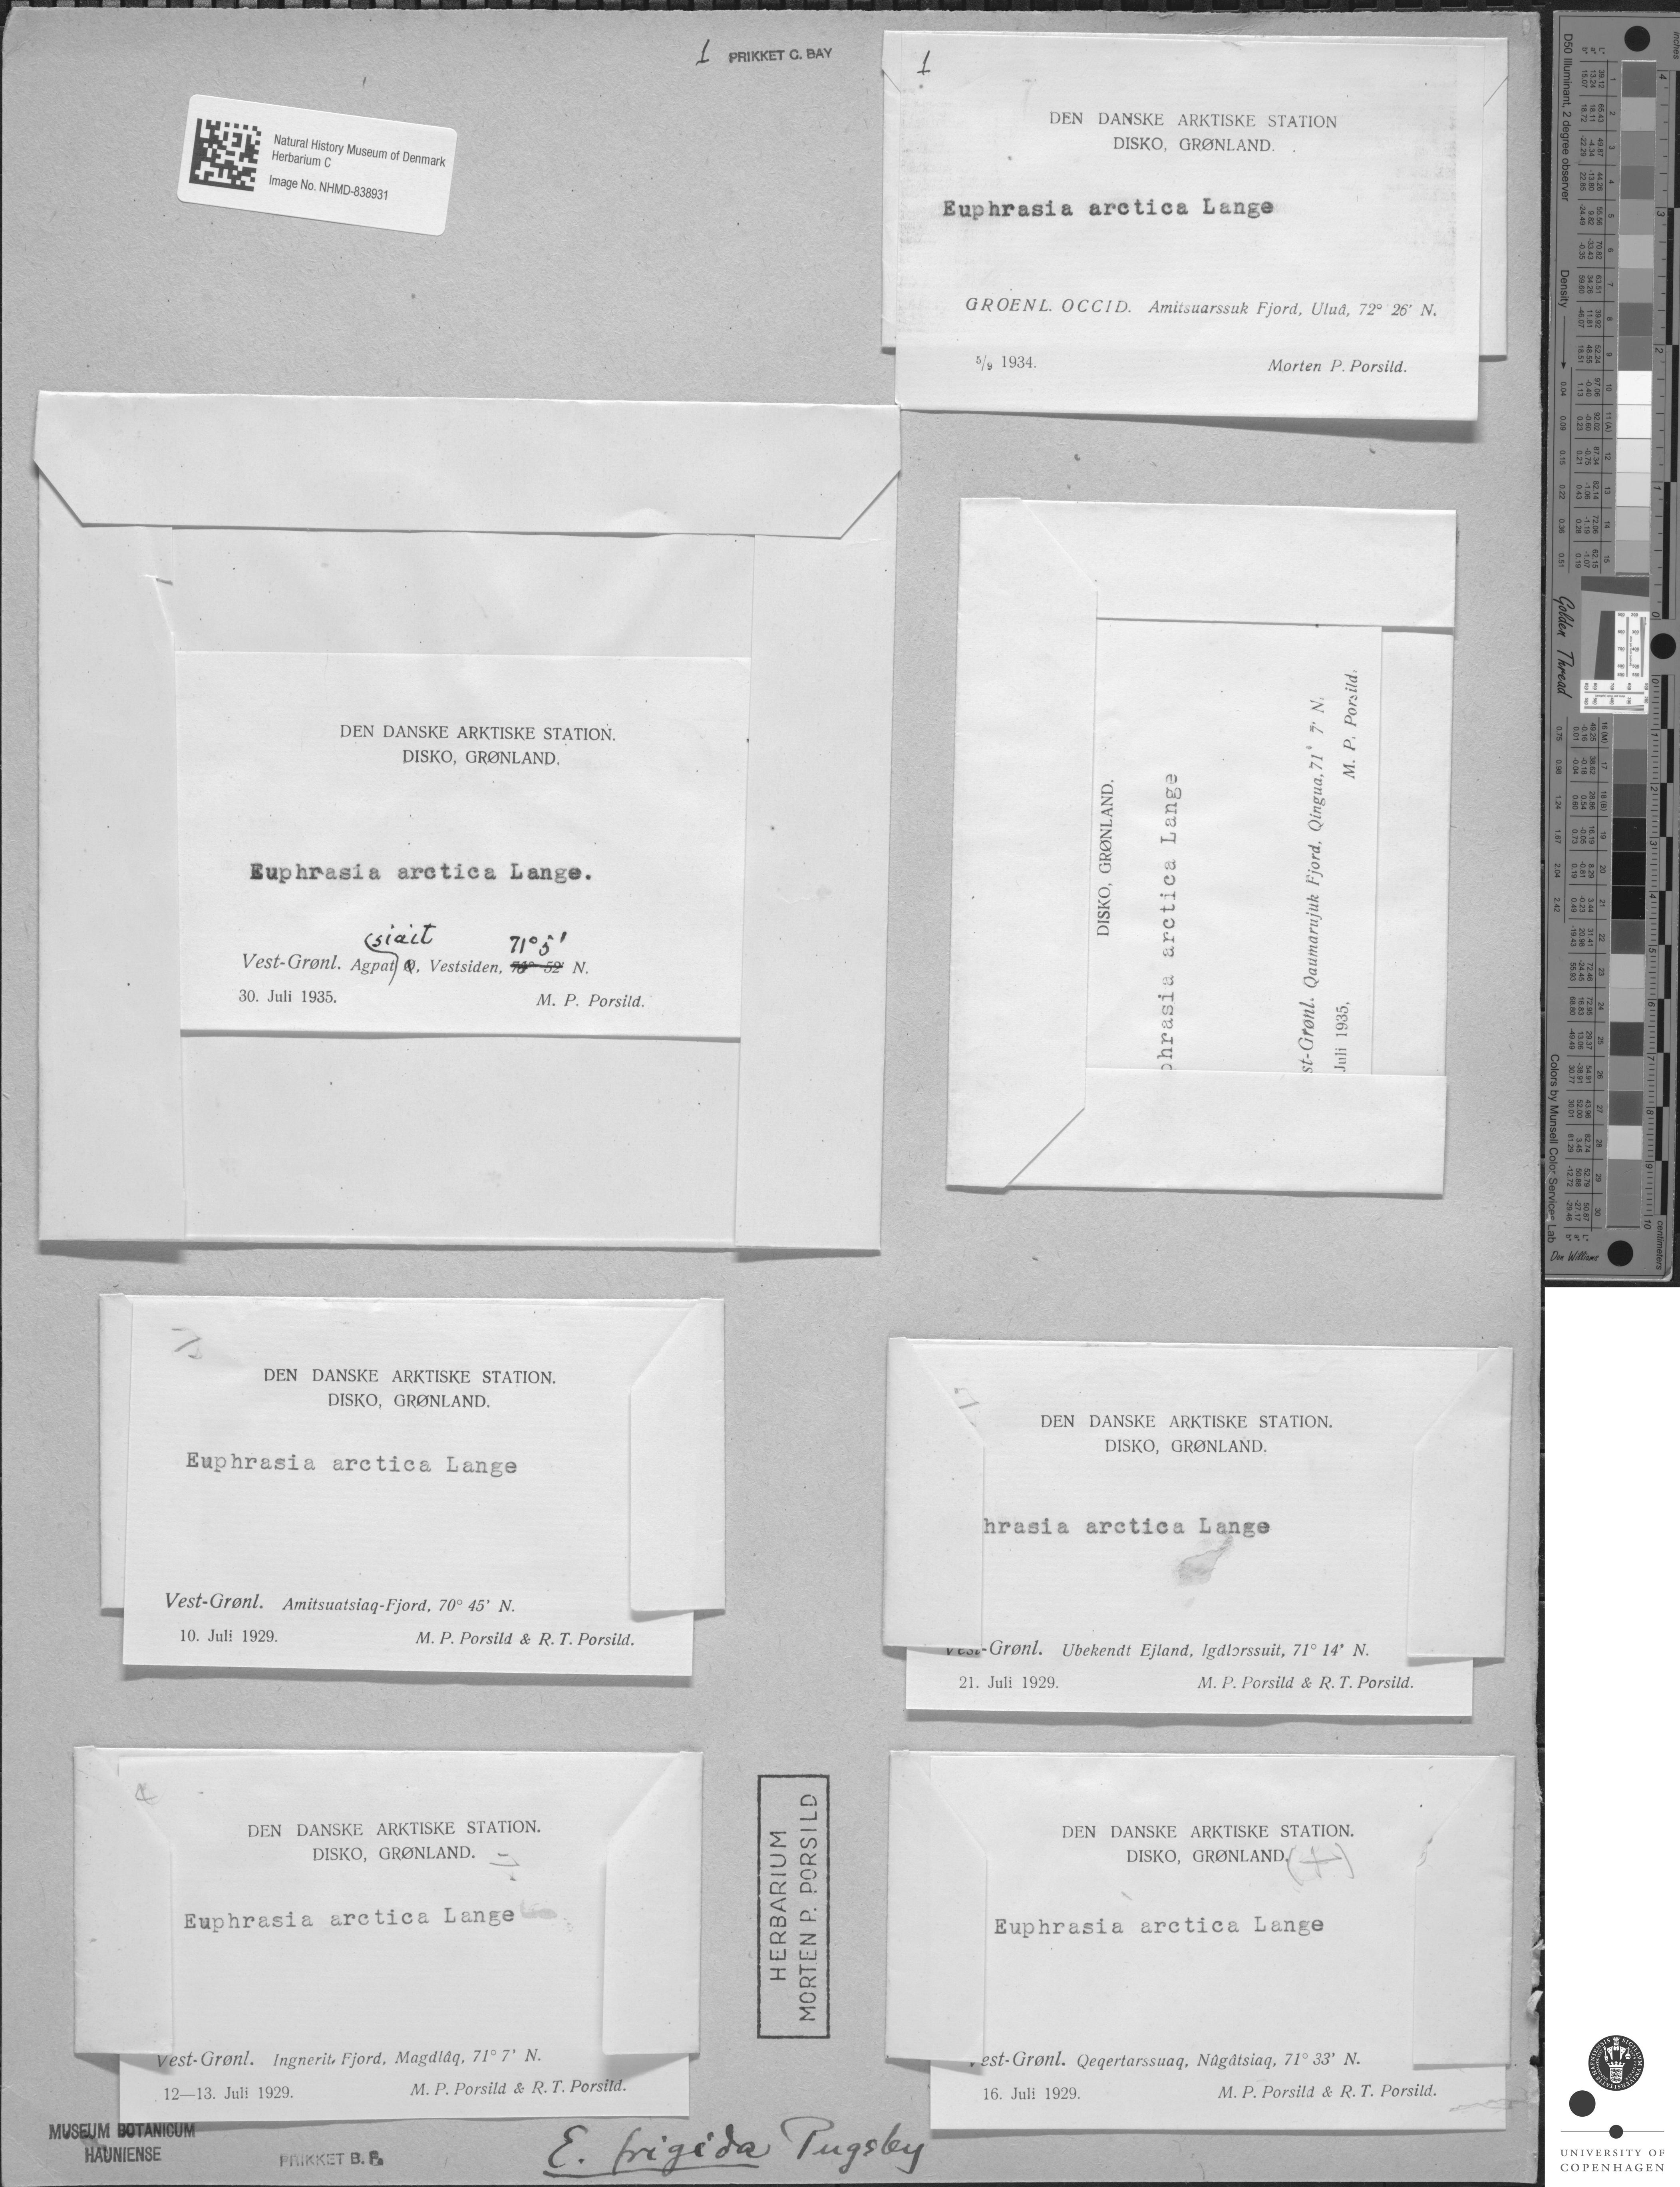 1 PRIKKET C. BAY
Natural History Museum of Denmark
Herbarium C
Image No. NHMD-838931
1
DEN DANSKE ARKTISKE STATION
DISKO, GRØNLAND.
Euphrasia arctica Lange
GROENL. OCCID. Amitsuarssuk Fjord, Uluâ, 72° 26' N.
5/9 1934.
Morten P. Porsild.
DEN DANSKE ARKTISKE STATION.
DISKO, GRØNLAND.
Euphrasia arctica Lange.
siait
71° 5'
Vest-Grønl. Agpat Ø, Vestsiden, 70° 52' N.
30. Juli 1935.
M. P. Porsild.
DISKO, GRØNLAND.
phrasia arctica Lange
st-Grønl. Qaumarujuk Fjord, Qingua, 71° 7' N.
Juli 1935.
M. P. Porsild.
DEN DANSKE ARKTISKE STATION.
DISKO, GRØNLAND.
Euphrasia arctica Lange
Vest-Grønl. Amitsuatsiaq-Fjord, 70° 45' N.
10. Juli 1929.
M. P. Porsild & R. T. Porsild.
DEN DANSKE ARKTISKE STATION.
DISKO, GRØNLAND.
hrasia arctica Lange
Vest-Grønl. Ubekendt Ejland, Igdlorssuit, 71° 14' N.
21. Juli 1929.
M. P. Porsild & R. T. Porsild.
DEN DANSKE ARKTISKE STATION.
DISKO, GRØNLAND.
Euphrasia arctica Lange
Vest-Grønl. Ingnerit Fjord, Magdlâq, 71° 7' N.
12—13. Juli 1929.
M. P. Porsild & R. T. Porsild.
HERBARIUM
MORTEN P. PORSILD
DEN DANSKE ARKTISKE STATION.
DISKO, GRØNLAND.
(+)
Euphrasia arctica Lange
est-Grønl. Qeqertarssuaq, Nûgâtsiaq, 71° 33' N.
16. Juli 1929.
M. P. Porsild & R. T. Porsild.
MUSEUM BOTANICUM
HAUNIENSE
PRIKKET B. F.
E. frigida Pugsley
D50 Illuminant, 2 degree observer
Density
Golden Thread
Colors by Munsell Color Services Lab
Don Williams
inches
centimeters
UNIVERSITY OF
COPENHAGEN